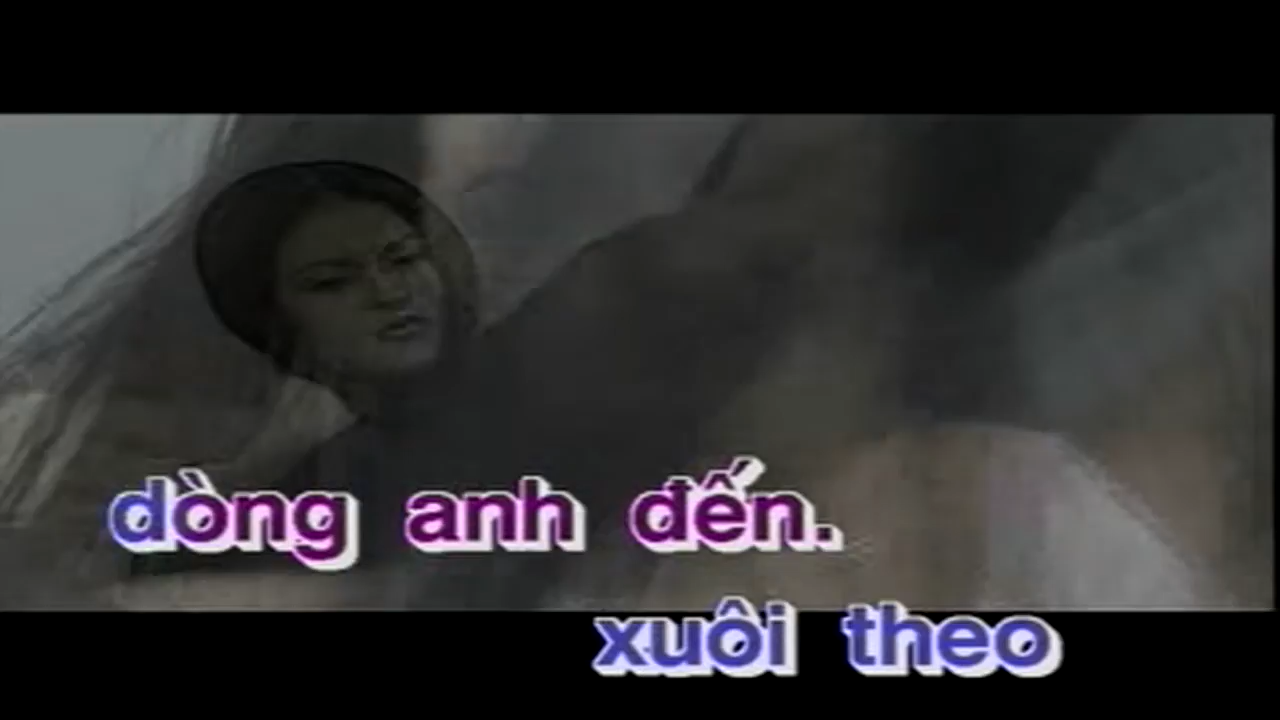 dòng anh đến.
xuôi theo